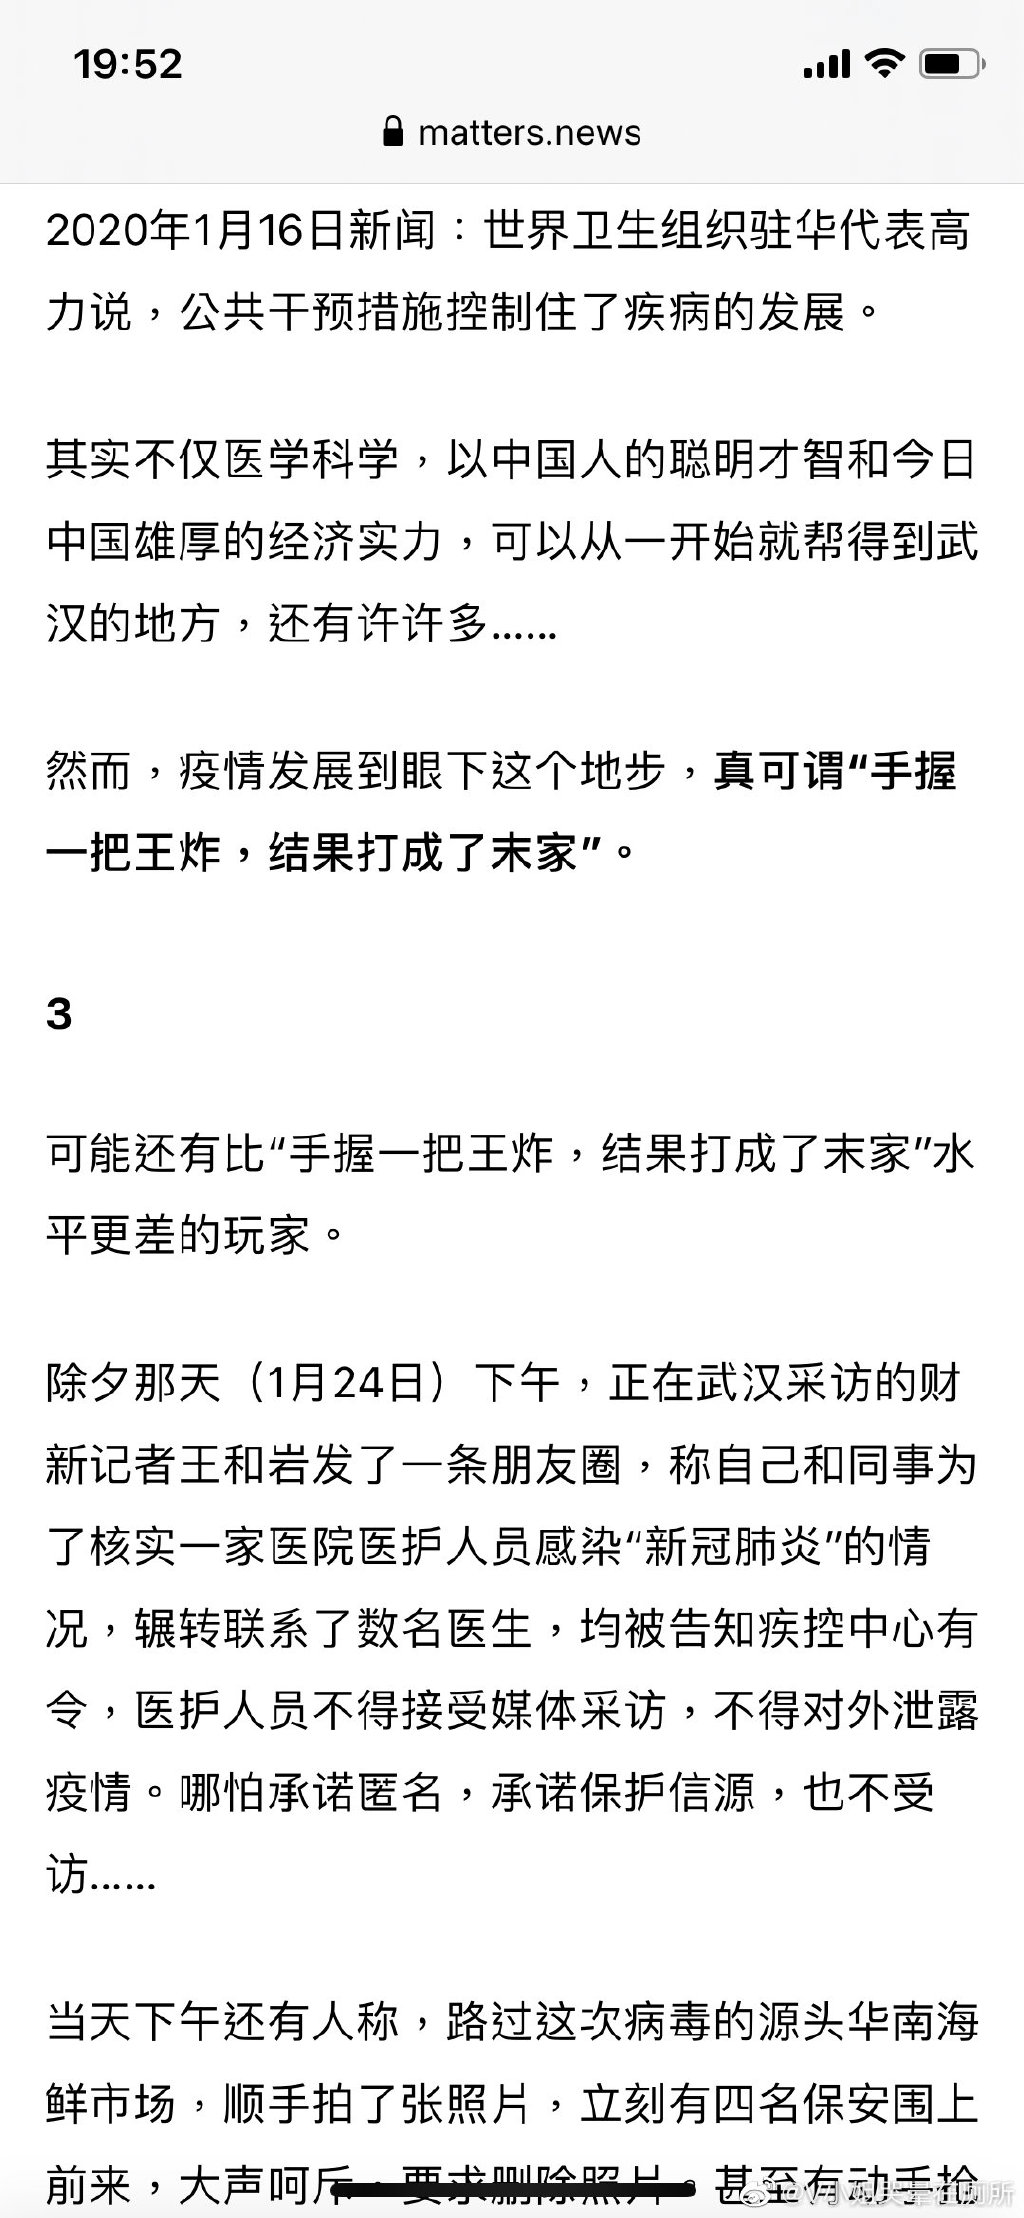 19:52
matters.news
2020年1月16日新闻：世界卫生组织驻华代表高
力说，公共干预措施控制住了疾病的发展。
其实不仅医学科学，以中国人的聪明才智和今日
中国雄厚的经济实力，可以从一开始就帮得到武
汉的地方，还有许许多......
然而，疫情发展到眼下这个地步，真可谓“手握
一把王炸，结果打成了末家”。
3
可能还有比“手握一把王炸，结果打成了末家”水
平更差的玩家。
除夕那天（1月24日）下午，正在武汉采访的财
新记者王和岩发了一条朋友圈，称自己和同事为
了核实一家医院医护人员感染“新冠肺炎”的情
况，辗转联系了数名医生，均被告知疾控中心有
令，医护人员不得接受媒体采访，不得对外泄露
疫情。哪怕承诺匿名，承诺保护信源，也不受
访......
当天下午还有人称，路过这次病毒的源头华南海
鲜市场，顺手拍了张照片，立刻有四名保安围上
前来，大声呵斥，要求删除照片。甚至有动手抢